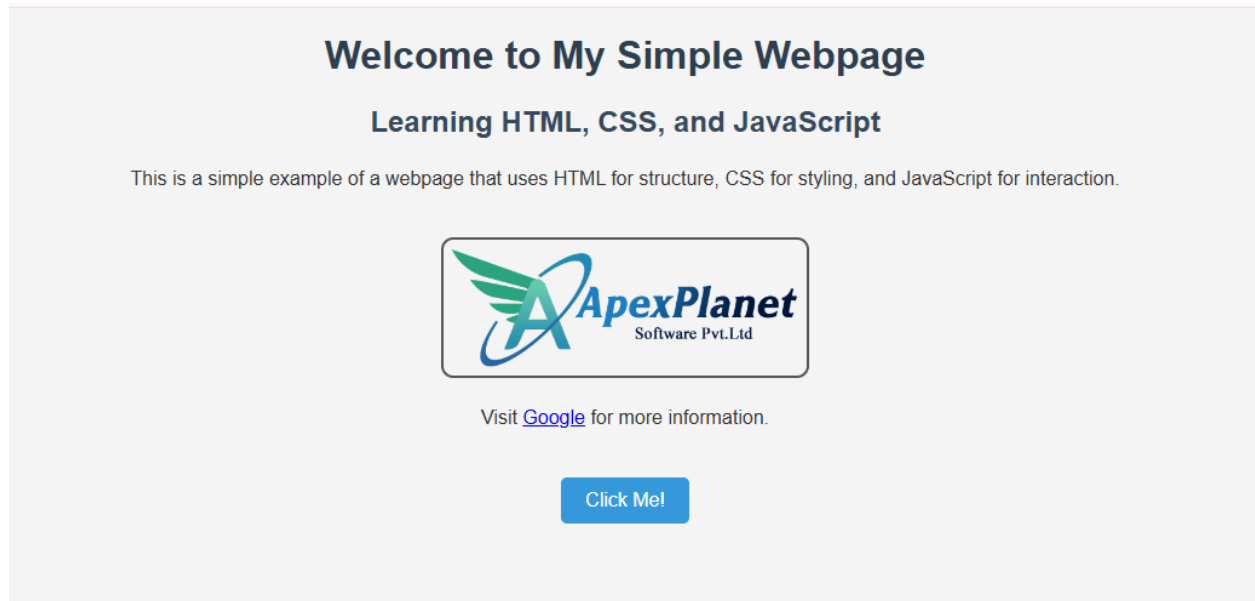 Welcome to My Simple Webpage
Learning HTML, CSS, and JavaScript
This is a simple example of a webpage that uses HTML for structure, CSS for styling, and JavaScript for interaction.
ApexPlanet
Software Pvt.Ltd
Visit Google for more information.
Click Me!